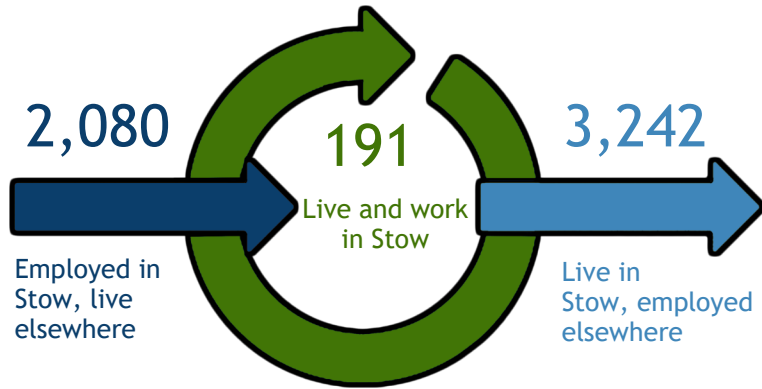 2,080
Employed in
Stow, live
elsewhere
191
Live and work
in Stow
3,242
Live in
Stow, employed
elsewhere